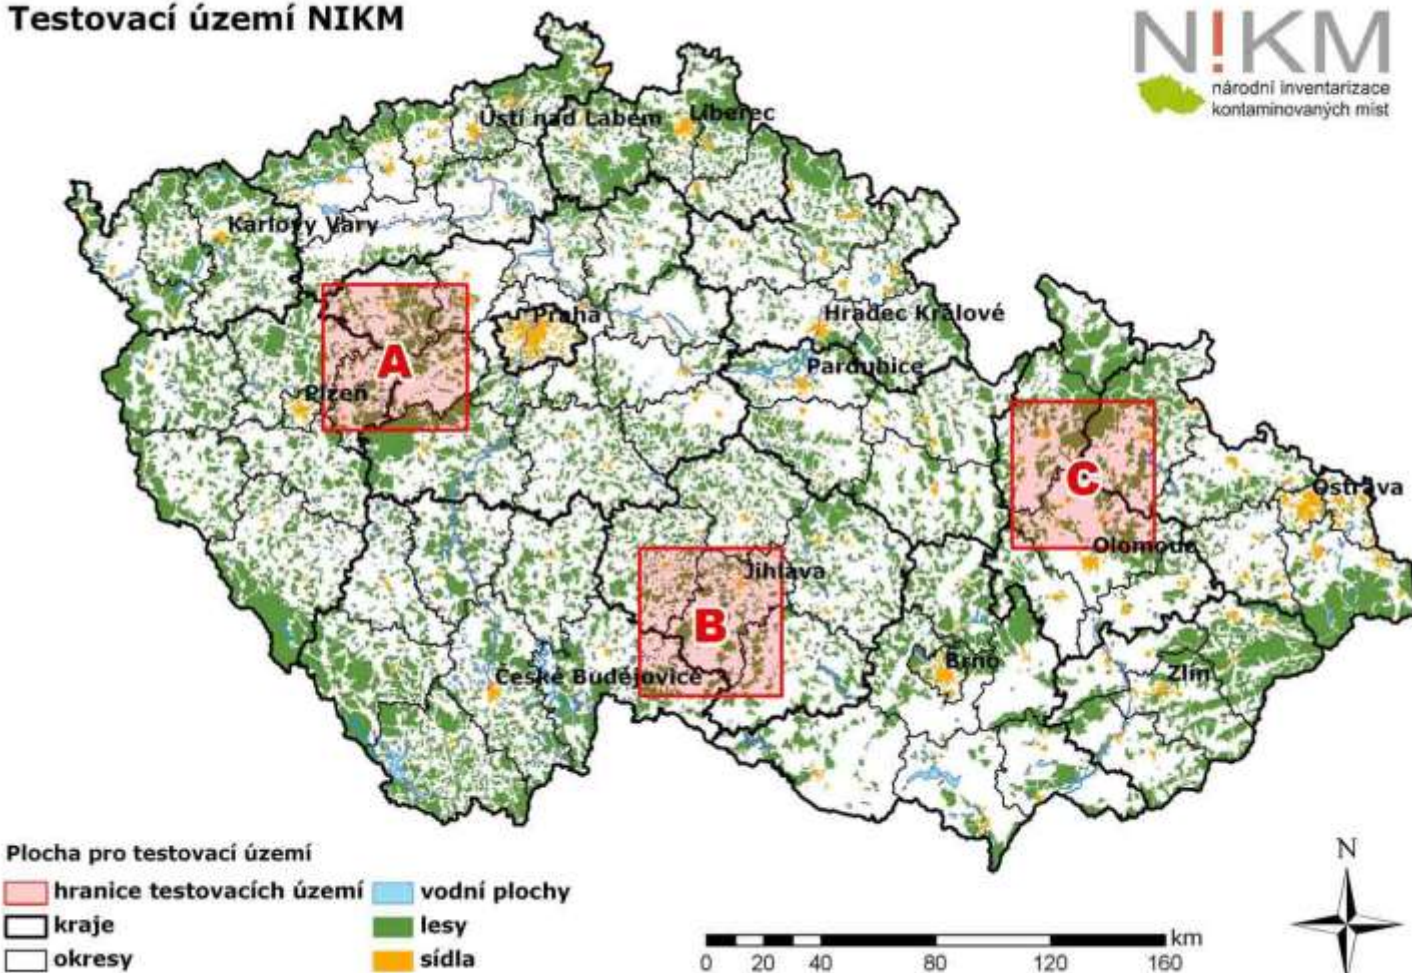 Testovací území NIKM
N!KM
národní inventarizace
kontaminovaných míst
Ústí nad Labem
Liberec
Karlovy Vary
Praha
Hradec Králové
Pardubice
A
Plzeň
C
Ostrava
Olomouc
Jihlava
B
Brno
České Budějovice
Zlín
Plocha pro testovací území
hranice testovacích území
vodní plochy
kraje
lesy
okresy
sídla
N
km
0 20 40 80 120 160